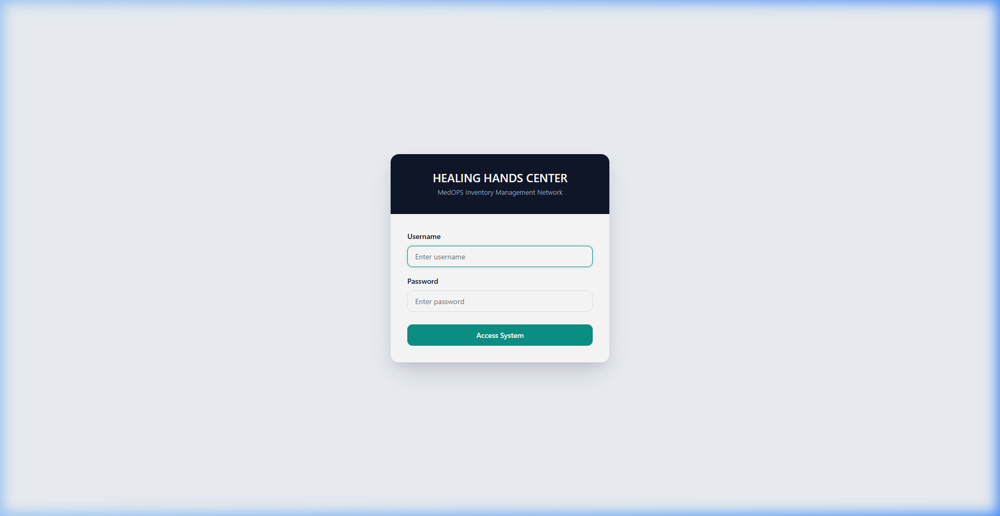 HEALING HANDS CENTER
MedOPS Inventory Management Network
Username
Enter username
Password
Enter password
Access System